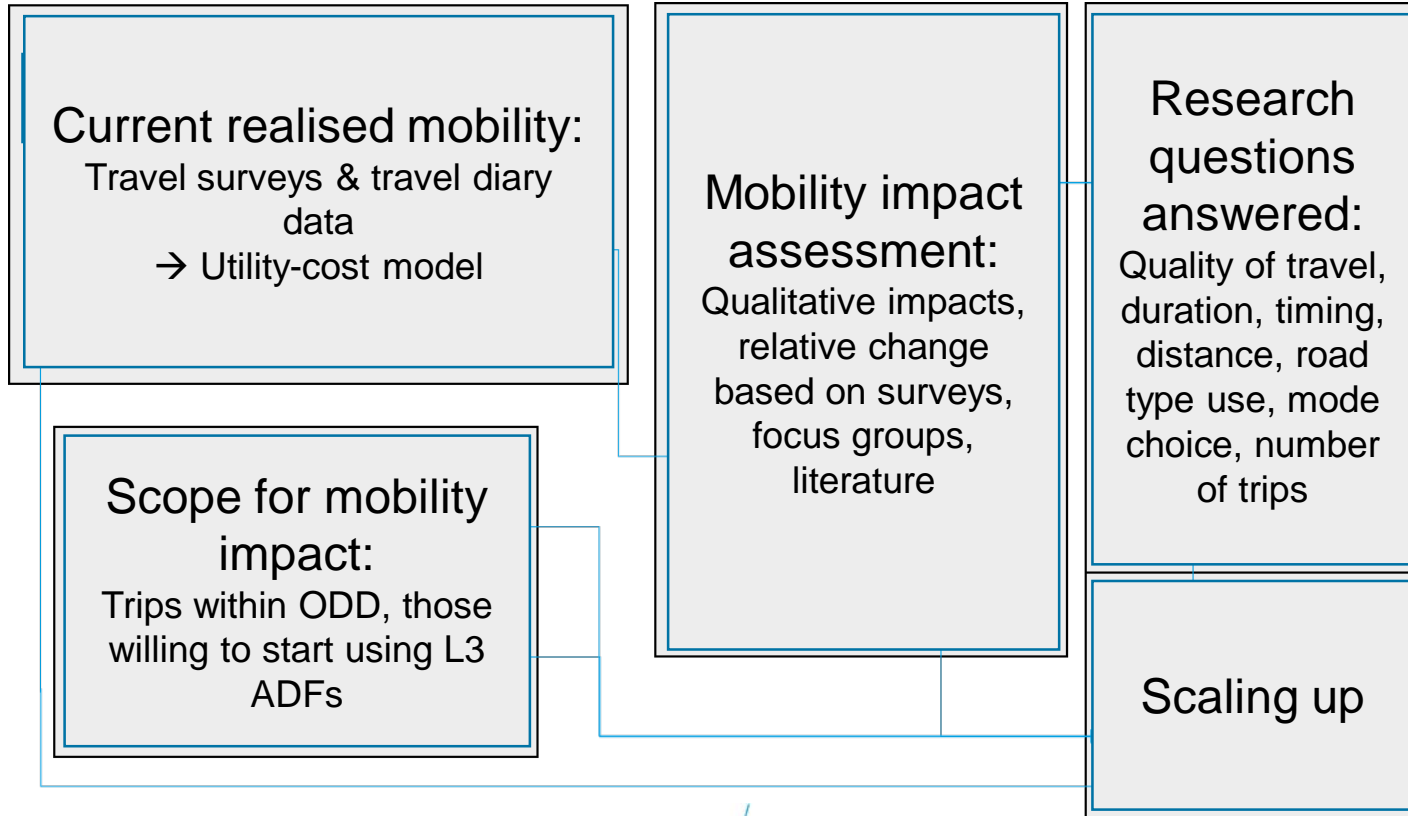 Current realised mobility:
Travel surveys & travel diary
data
→ Utility-cost model
Scope for mobility
impact:
Trips within ODD, those
willing to start using L3
ADFs
Mobility impact
assessment:
Qualitative impacts,
relative change
based on surveys,
focus groups,
literature
Research
questions
answered:
Quality of travel,
duration, timing,
distance, road
type use, mode
choice, number
of trips
Scaling up